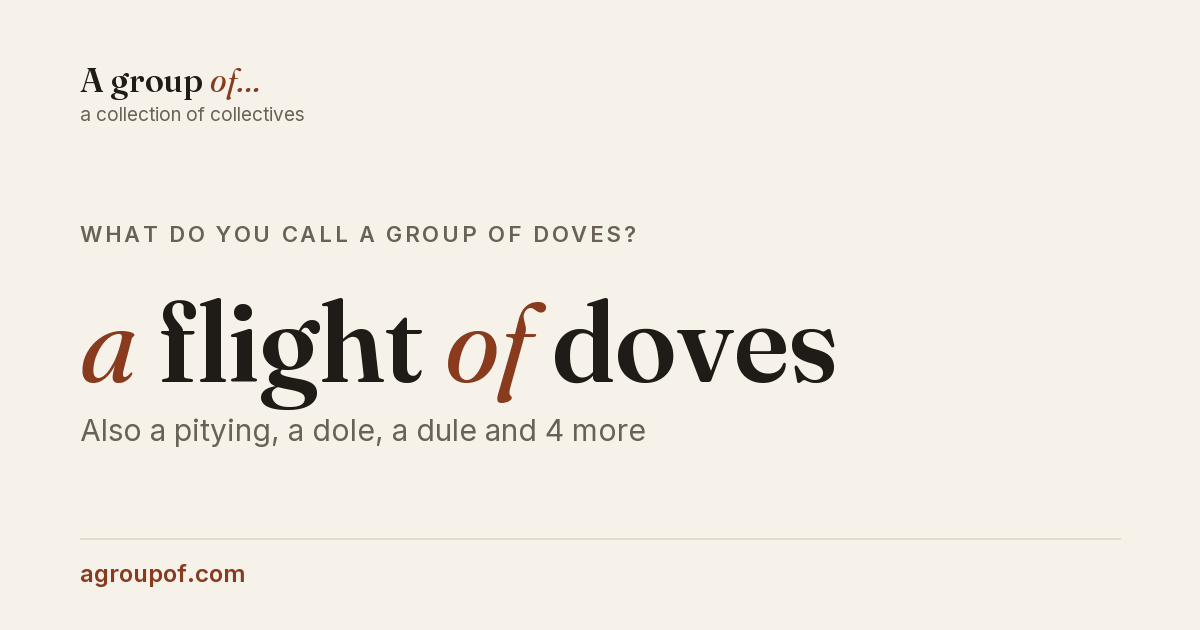 A group of...
a collection of collectives
WHAT DO YOU CALL A GROUP OF DOVES?
a flight of doves
Also a pitying, a dole, a dule and 4 more
agroupof.com